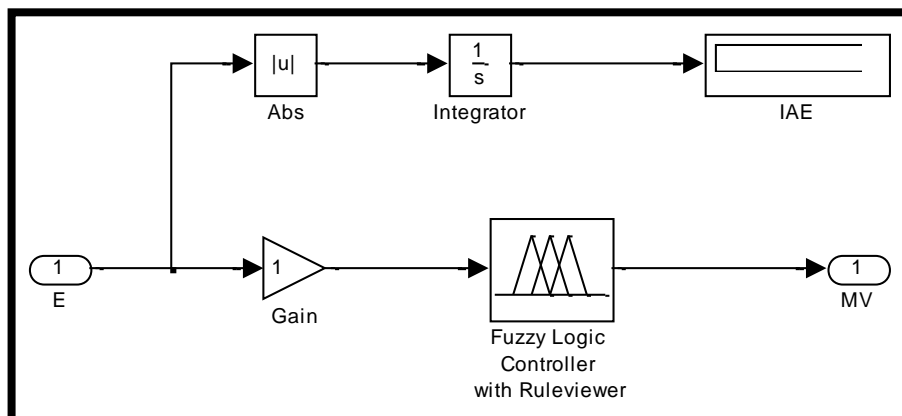 |u|
Abs
1
s
Integrator
IAE
1
E
1
Gain
Fuzzy Logic
Controller
with Ruleviewer
1
MV